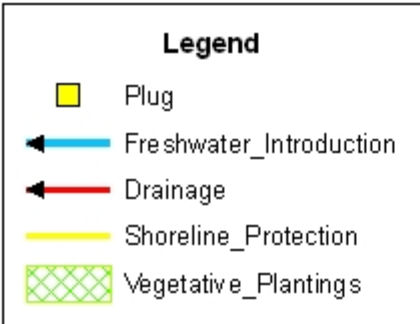 Legend
Plug
Freshwater_Introduction
Drainage
Shoreline_Protection
Vegetative_Plantings